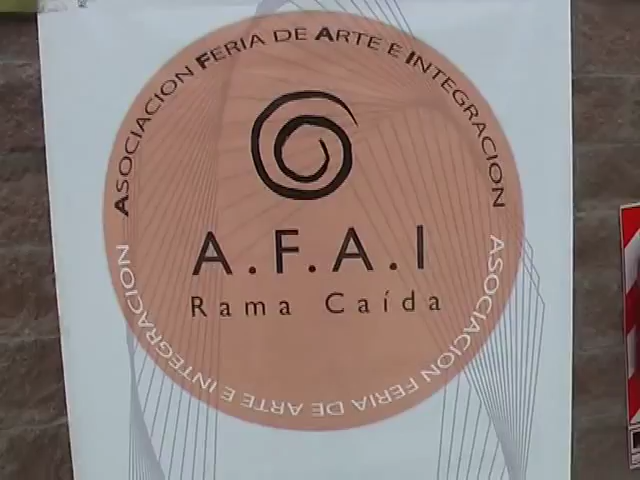 ASOCIACION FERIA DE ARTE E INTEGRACION
A.F.A.I
Rama Caída
ASOCIACION FERIA DE ARTE E INTEGRACION